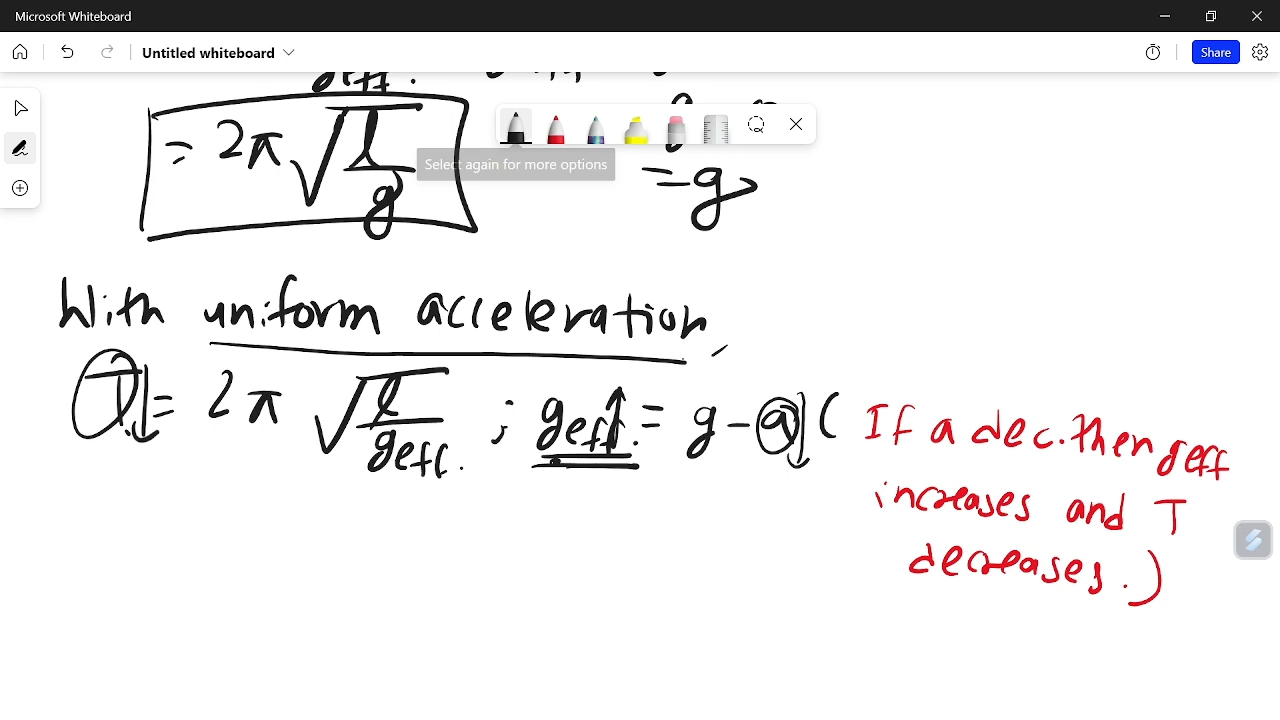 Microsoft Whiteboard
Untitled whiteboard
Share
geff.
= 2π √l/g
Select again for more options
= g
With uniform acceleration
T↓ = 2π √l/geff. ; geff.↑ = g - a↓ ( If a dec. then geff
increases and T
decreases.)